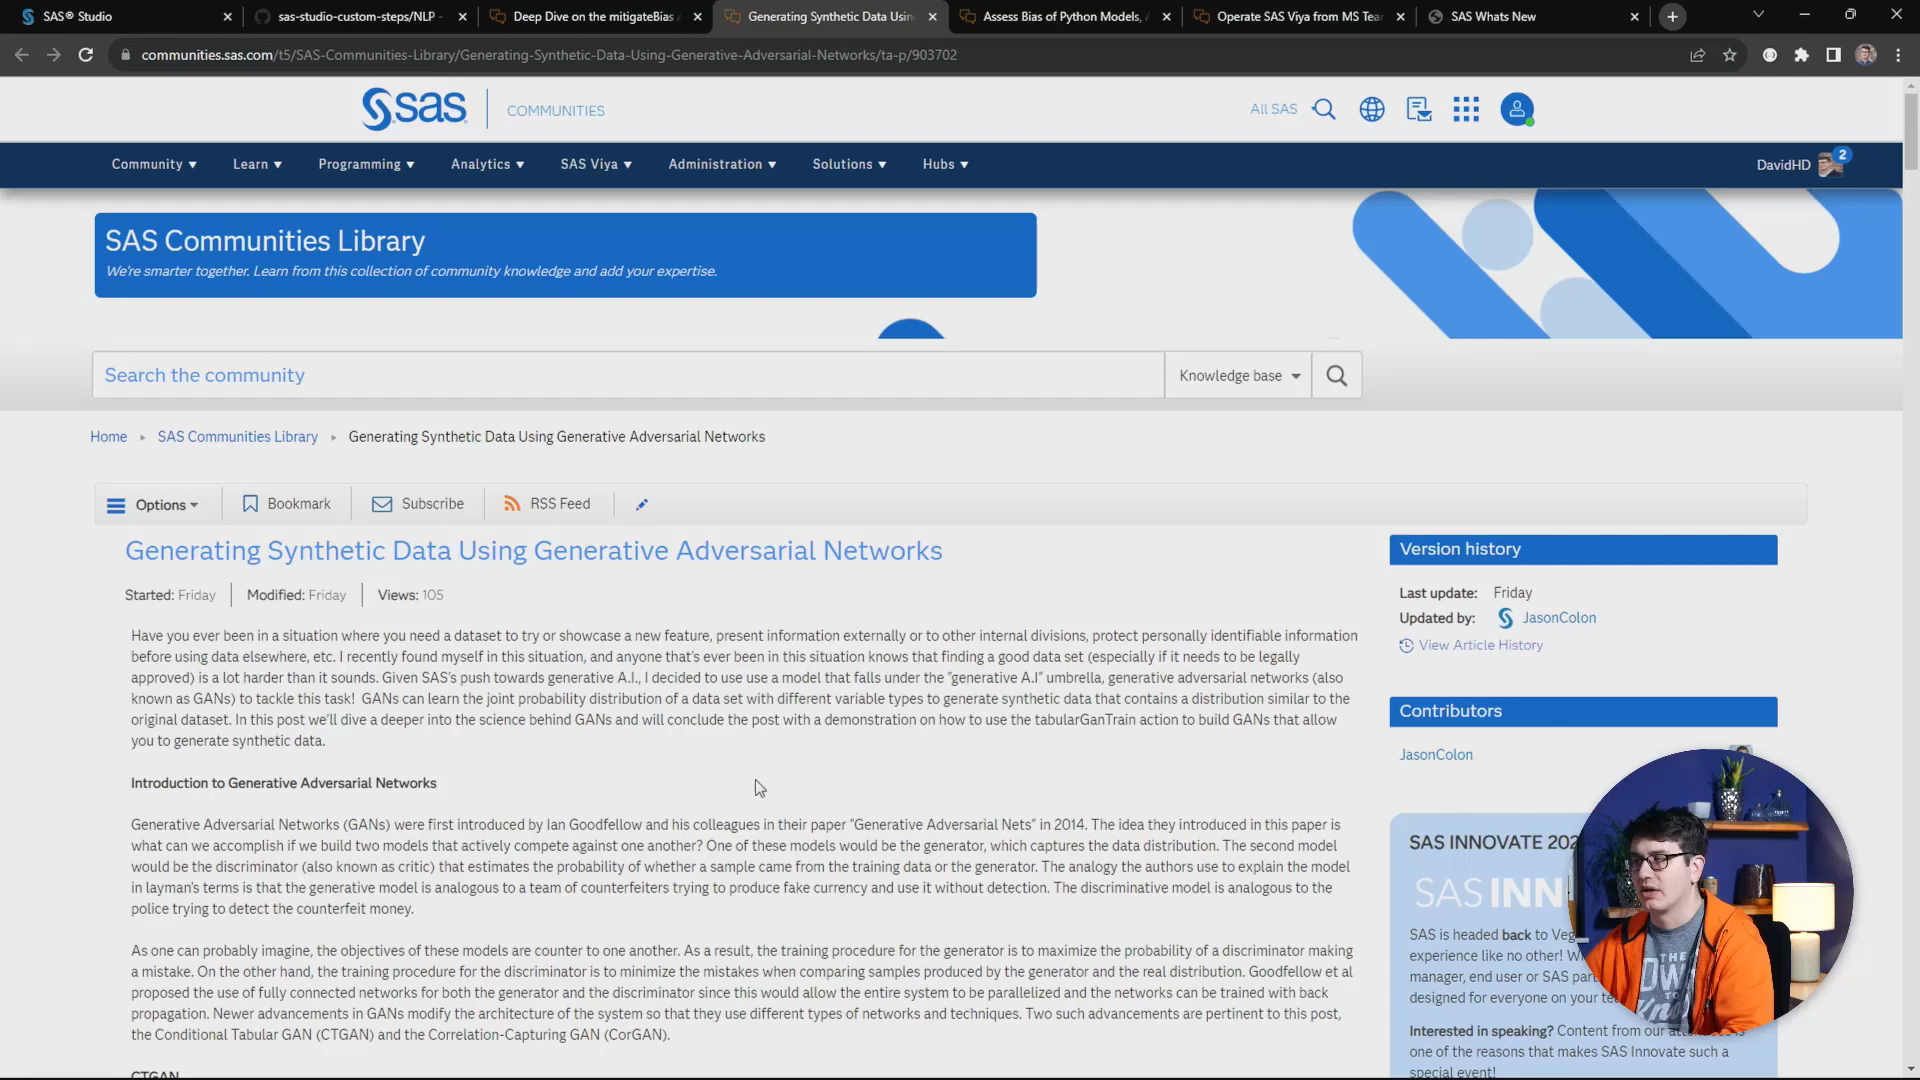 SAS® Studio
sas-studio-custom-steps/NLP -
Deep Dive on the mitigateBias
Generating Synthetic Data Usin
Assess Bias of Python Models,
Operate SAS Viya from MS Tea
SAS Whats New
communities.sas.com/t5/SAS-Communities-Library/Generating-Synthetic-Data-Using-Generative-Adversarial-Networks/ta-p/903702
sas
COMMUNITIES
All SAS
Community
Learn
Programming
Analytics
SAS Viya
Administration
Solutions
Hubs
DavidHD
2
SAS Communities Library
We're smarter together. Learn from this collection of community knowledge and add your expertise.
Search the community
Knowledge base
Home
SAS Communities Library
Generating Synthetic Data Using Generative Adversarial Networks
Options
Bookmark
Subscribe
RSS Feed
Generating Synthetic Data Using Generative Adversarial Networks
Started: Friday
Modified: Friday
Views: 105
Have you ever been in a situation where you need a dataset to try or showcase a new feature, present information externally or to other internal divisions, protect personally identifiable information
before using data elsewhere, etc. I recently found myself in this situation, and anyone that's ever been in this situation knows that finding a good data set (especially if it needs to be legally
approved) is a lot harder than it sounds. Given SAS's push towards generative A.I., I decided to use use a model that falls under the "generative A.I" umbrella, generative adversarial networks (also
known as GANs) to tackle this task!  GANs can learn the joint probability distribution of a data set with different variable types to generate synthetic data that contains a distribution similar to the
original dataset. In this post we'll dive a deeper into the science behind GANs and will conclude the post with a demonstration on how to use the tabularGanTrain action to build GANs that allow
you to generate synthetic data.
Introduction to Generative Adversarial Networks
Generative Adversarial Networks (GANs) were first introduced by Ian Goodfellow and his colleagues in their paper "Generative Adversarial Nets" in 2014. The idea they introduced in this paper is
what can we accomplish if we build two models that actively compete against one another? One of these models would be the generator, which captures the data distribution. The second model
would be the discriminator (also known as critic) that estimates the probability of whether a sample came from the training data or the generator. The analogy the authors use to explain the model
in layman's terms is that the generative model is analogous to a team of counterfeiters trying to produce fake currency and use it without detection. The discriminative model is analogous to the
police trying to detect the counterfeit money.
As one can probably imagine, the objectives of these models are counter to one another. As a result, the training procedure for the generator is to maximize the probability of a discriminator making
a mistake. On the other hand, the training procedure for the discriminator is to minimize the mistakes when comparing samples produced by the generator and the real distribution. Goodfellow et al
proposed the use of fully connected networks for both the generator and the discriminator since this would allow the entire system to be parallelized and the networks can be trained with back
propagation. Newer advancements in GANs modify the architecture of the system so that they use different types of networks and techniques. Two such advancements are pertinent to this post,
the Conditional Tabular GAN (CTGAN) and the Correlation-Capturing GAN (CorGAN).
CTGAN
Version history
Last update: Friday
Updated by: JasonColon
View Article History
Contributors
JasonColon
SAS INNOVATE 202
SAS INN
SAS is headed back to Veg
experience like no other! W
manager, end user or SAS par
designed for everyone on your te
Interested in speaking? Content from our att
one of the reasons that makes SAS Innovate such a
special event!
THE